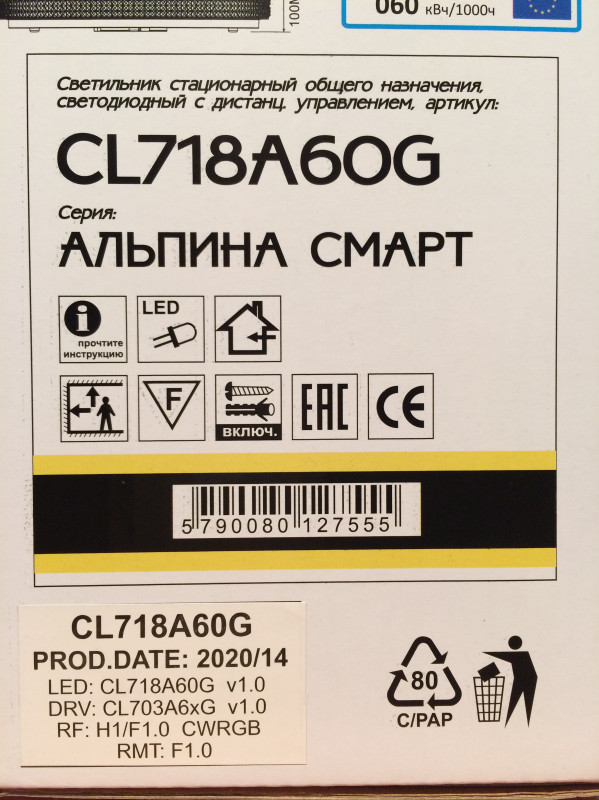 100М
060 кВч/1000ч
Светильник стационарный общего назначения,
светодиодный с дистанц. управлением, артикул:
CL718A60G
Серия:
АЛЬПИНА СМАРТ
i
прочтите
инструкцию
LED
F
ВКЛЮЧ.
EAC
CE
5 790080 127555
CL718A60G
PROD.DATE: 2020/14
LED: CL718A60G v1.0
DRV: CL703A6xG v1.0
RF: H1/F1.0 CWRGB
RMT: F1.0
80
C/PAP